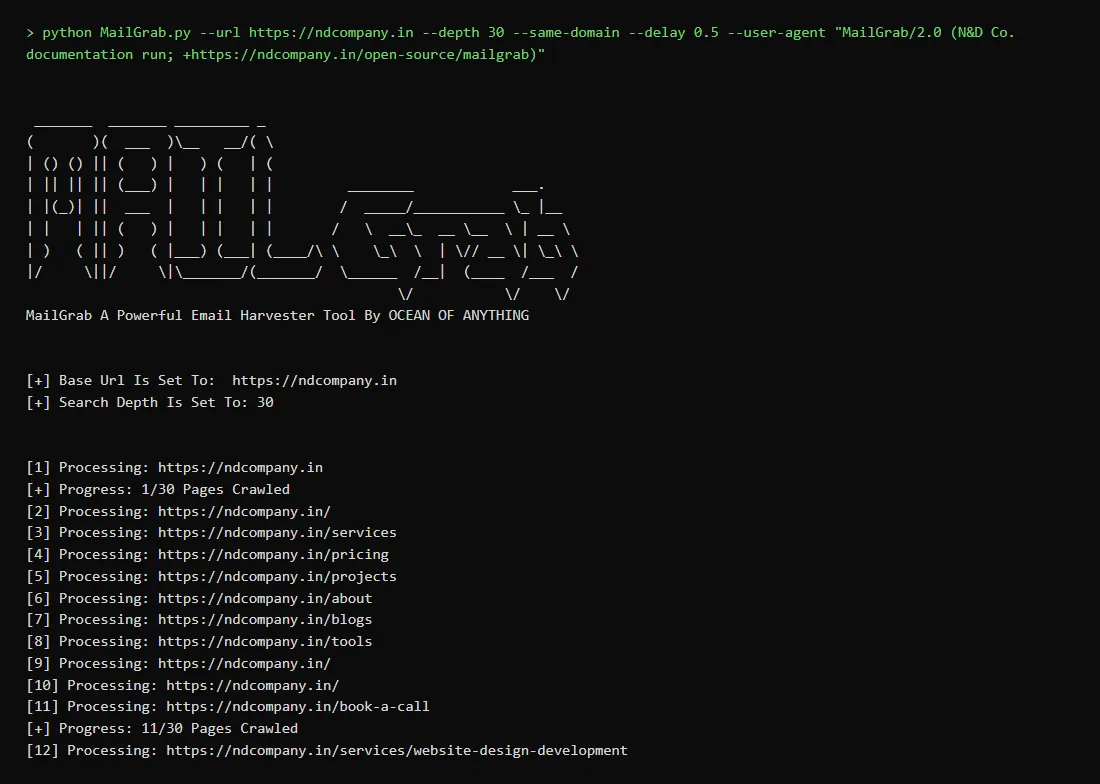 > python MailGrab.py --url https://ndcompany.in --depth 30 --same-domain --delay 0.5 --user-agent "MailGrab/2.0 (N&D Co.
documentation run; +https://ndcompany.in/open-source/mailgrab)"
MAIL Grab
MailGrab A Powerful Email Harvester Tool By OCEAN OF ANYTHING
[+] Base Url Is Set To:  https://ndcompany.in
[+] Search Depth Is Set To: 30
[1] Processing: https://ndcompany.in
[+] Progress: 1/30 Pages Crawled
[2] Processing: https://ndcompany.in/
[3] Processing: https://ndcompany.in/services
[4] Processing: https://ndcompany.in/pricing
[5] Processing: https://ndcompany.in/projects
[6] Processing: https://ndcompany.in/about
[7] Processing: https://ndcompany.in/blogs
[8] Processing: https://ndcompany.in/tools
[9] Processing: https://ndcompany.in/
[10] Processing: https://ndcompany.in/
[11] Processing: https://ndcompany.in/book-a-call
[+] Progress: 11/30 Pages Crawled
[12] Processing: https://ndcompany.in/services/website-design-development